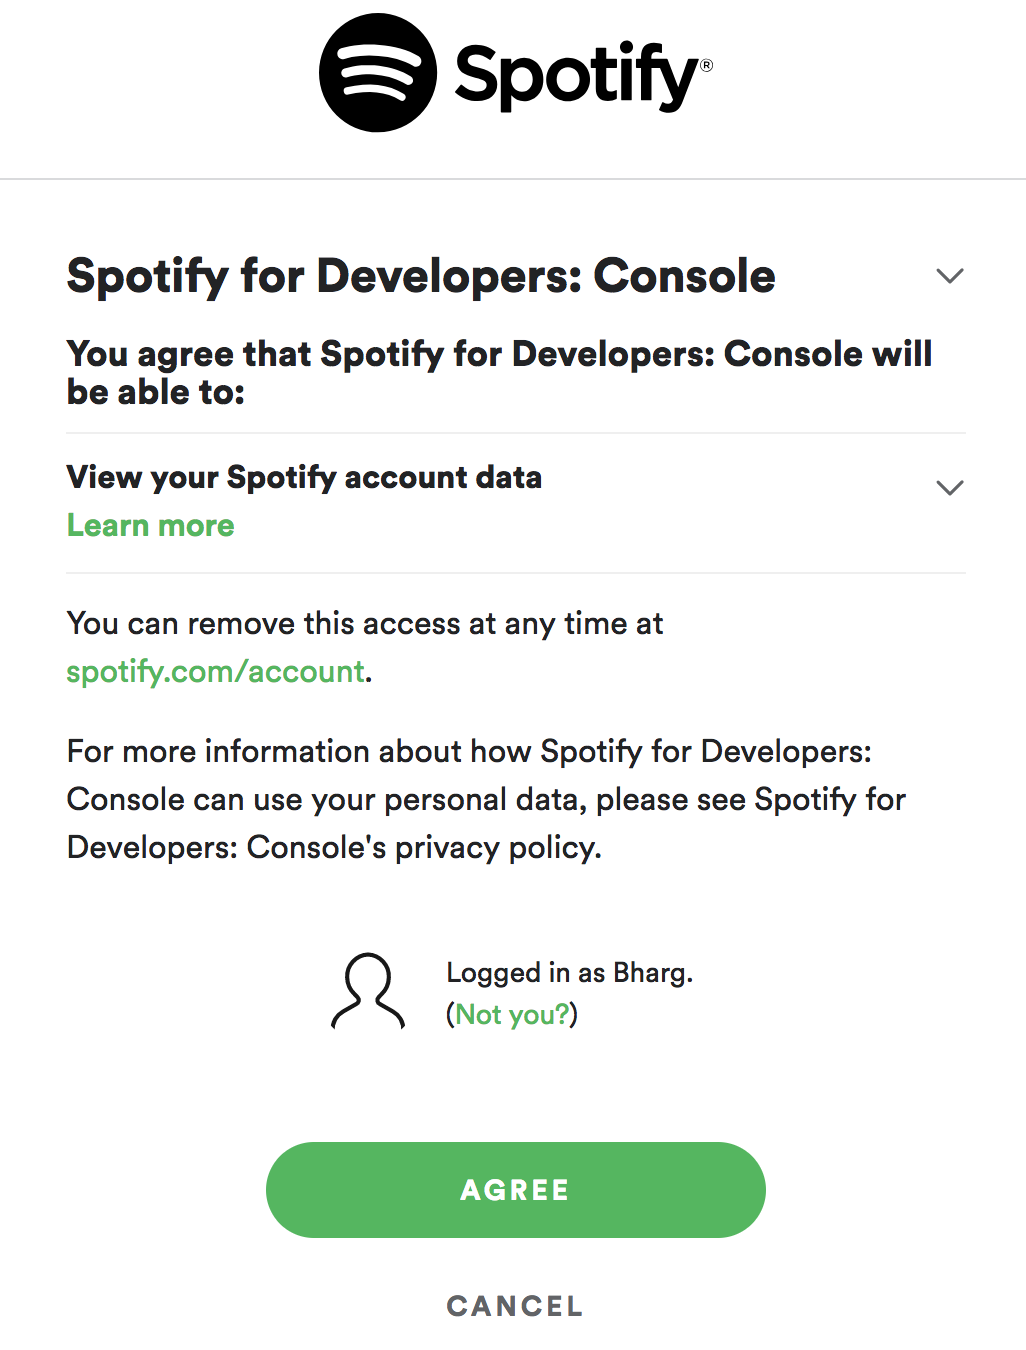 Spotify®
Spotify for Developers: Console
You agree that Spotify for Developers: Console will
be able to:
View your Spotify account data
Learn more
You can remove this access at any time at
spotify.com/account.
For more information about how Spotify for Developers:
Console can use your personal data, please see Spotify for
Developers: Console's privacy policy.
Logged in as Bharg.
(Not you?)
AGREE
CANCEL